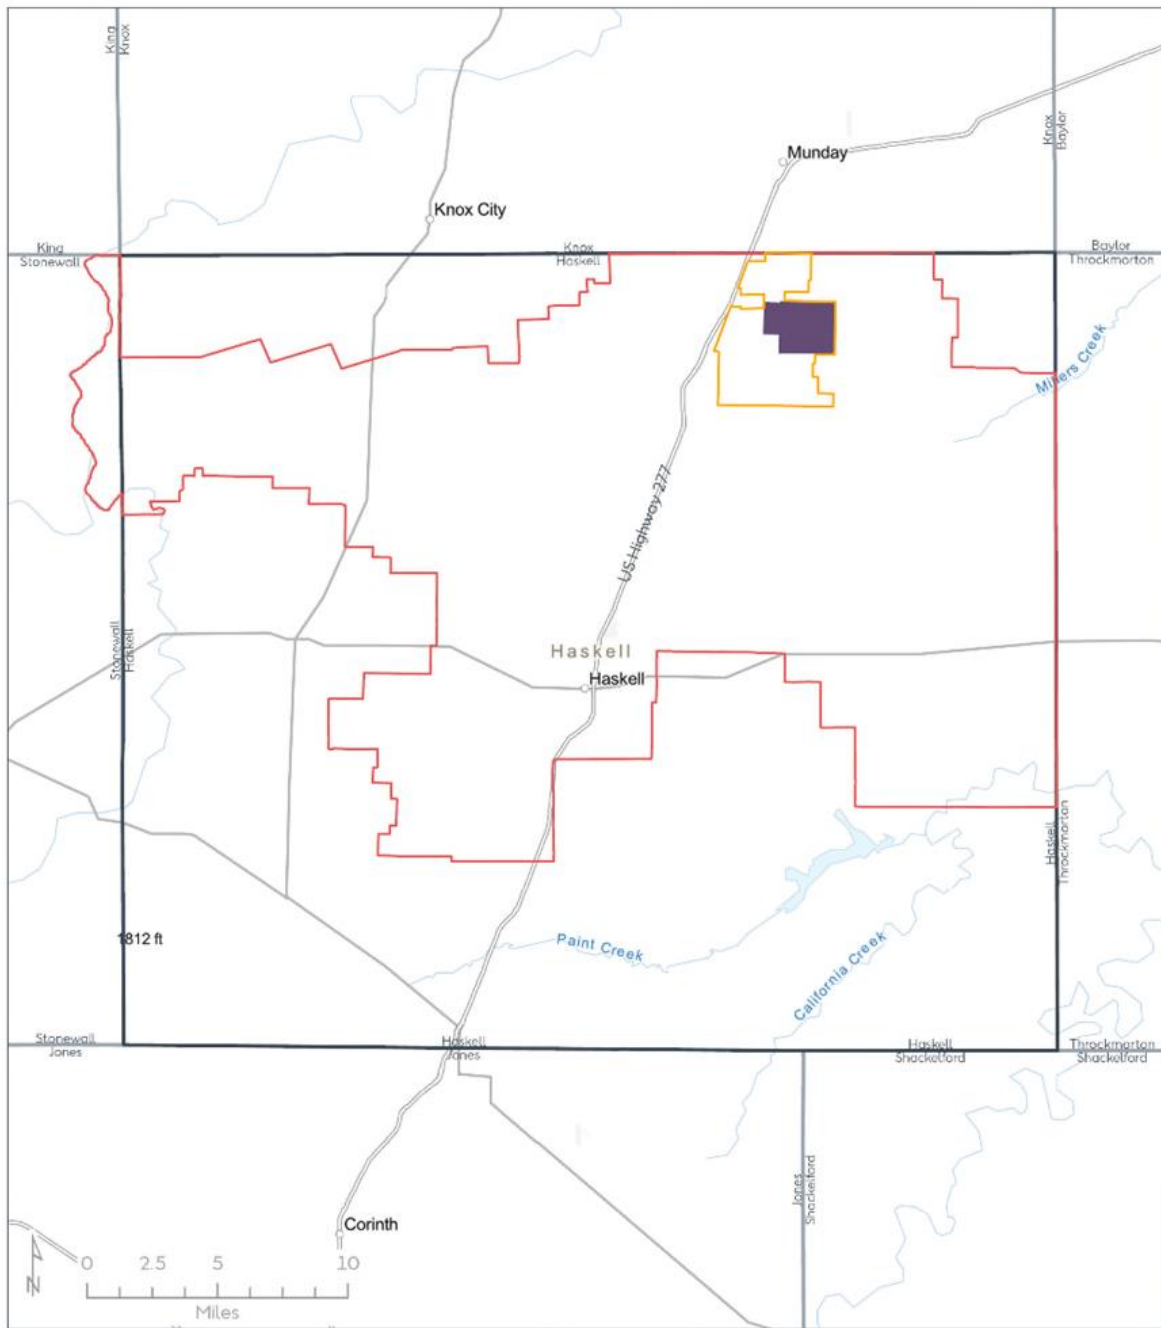 King
Knox
Knox
Baylor
Munday
Knox City
King
Stonewall
Knox
Haskell
Baylor
Throckmorton
Millers Creek
US Highway 277
Stonewall
Haskell
Haskell
Haskell
Haskell
Throckmorton
1812 ft
Paint Creek
California Creek
Stonewall
Jones
Haskell
Jones
Haskell
Shackelford
Throckmorton
Shackelford
Jones
Shackelford
Corinth
0 2.5 5 10
Miles
N